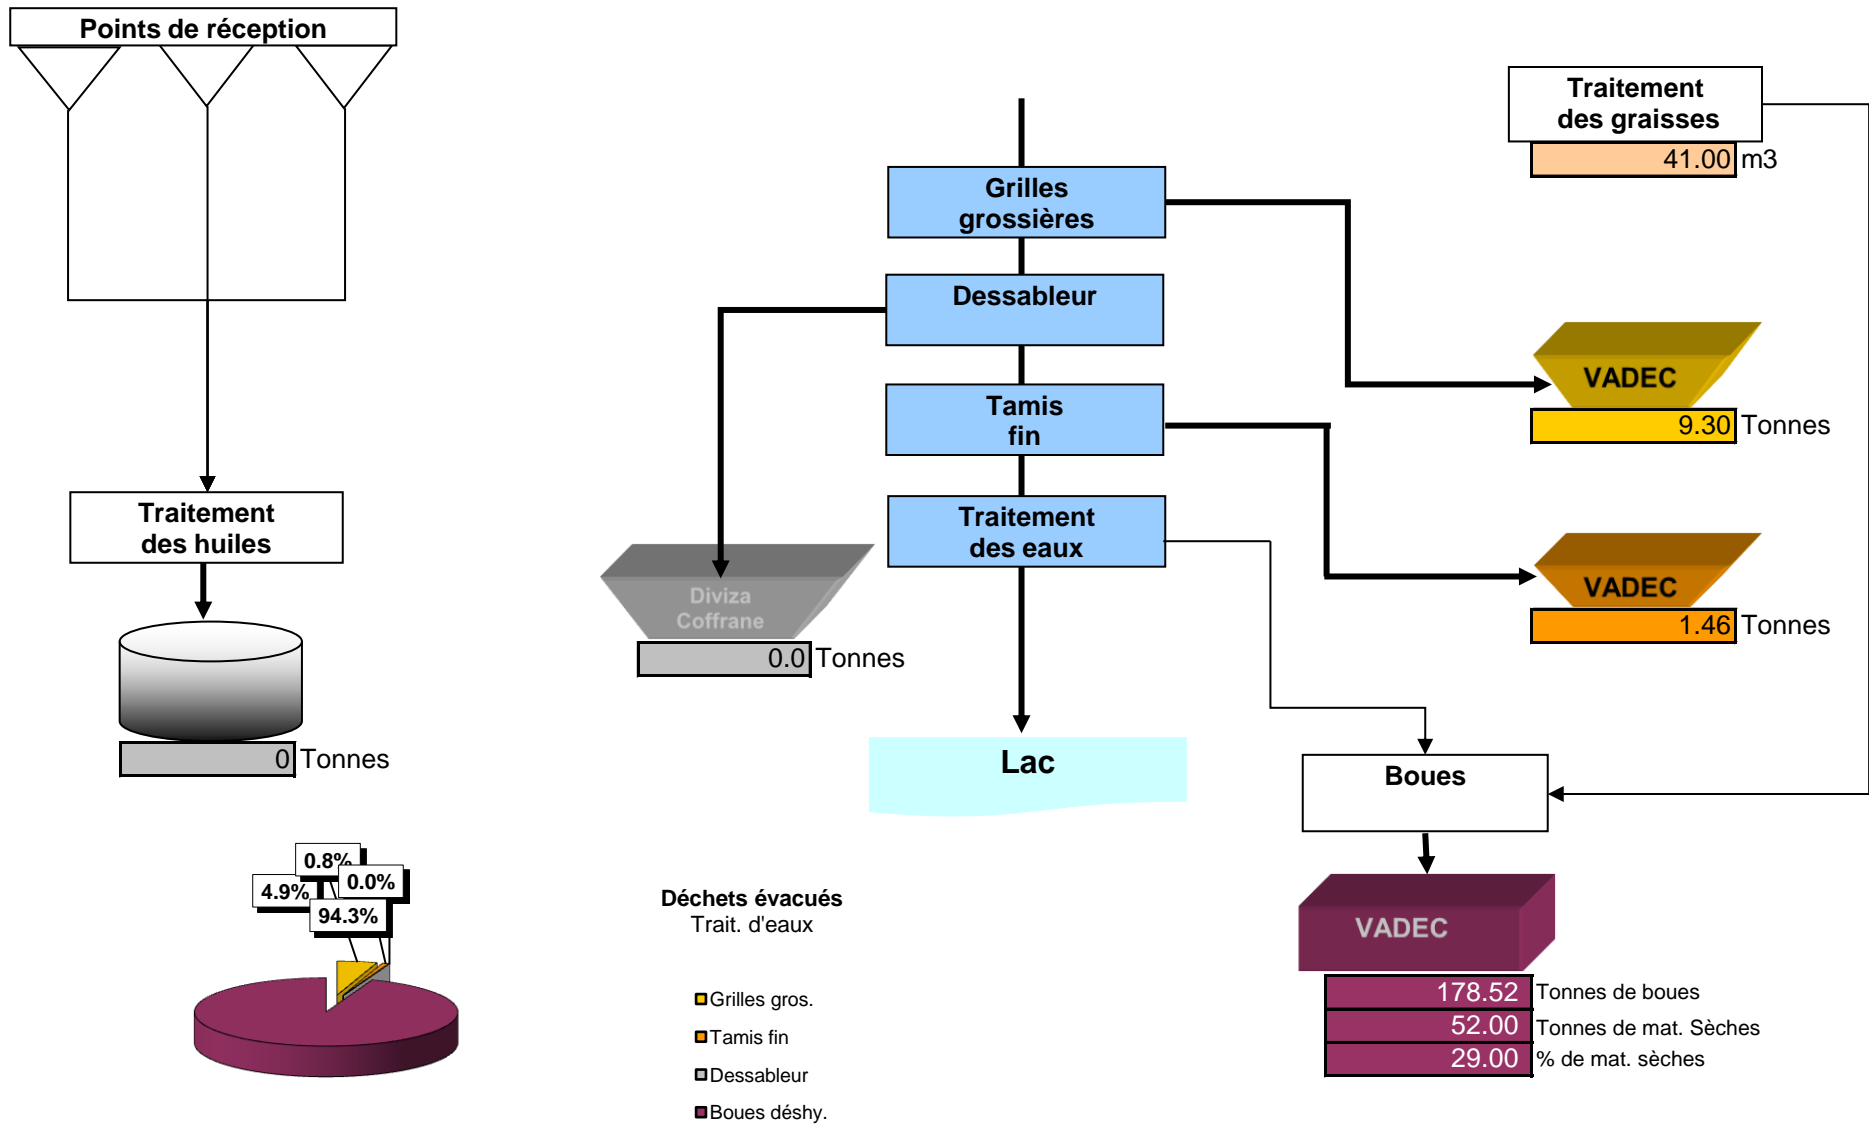 Points de réception
Traitement
des graisses
41.00 m3
Grilles
grossières
Dessableur
VADEC
9.30 Tonnes
Tamis
fin
Traitement
des huiles
Traitement
des eaux
Diviza
Coffrane
0.0 Tonnes
VADEC
1.46 Tonnes
0 Tonnes
Lac
Boues
0.8%
4.9%
0.0%
94.3%
Déchets évacués
Trait. d'eaux
Grilles gros.
Tamis fin
Dessableur
Boues déshy.
VADEC
178.52 Tonnes de boues
52.00 Tonnes de mat. Sèches
29.00 % de mat. sèches